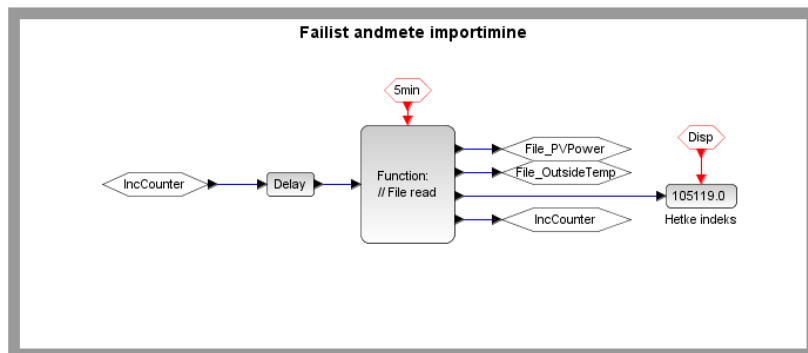 Failist andmete importimine
5min
File_PVPower
Disp
File_OutsideTemp
IncCounter
Delay
Function:
// File read
105119.0
IncCounter
Hetke indeks